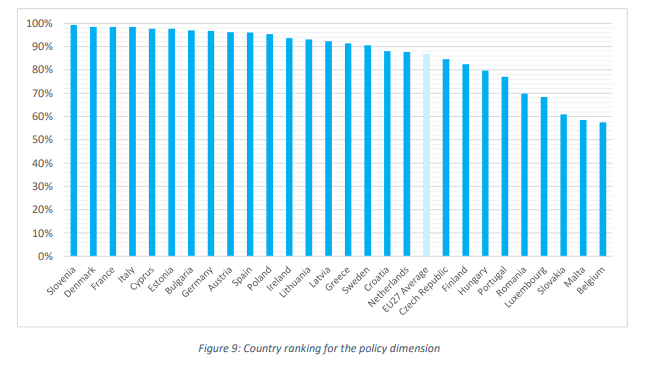 100%
90%
80%
70%
60%
50%
40%
30%
20%
10%
0%
Slovenia
Denmark
France
Italy
Cyprus
Estonia
Bulgaria
Germany
Austria
Spain
Poland
Ireland
Lithuania
Latvia
Greece
Sweden
Croatia
Netherlands
EU27 Average
Czech Republic
Finland
Hungary
Portugal
Romania
Luxembourg
Slovakia
Malta
Belgium
Figure 9: Country ranking for the policy dimension